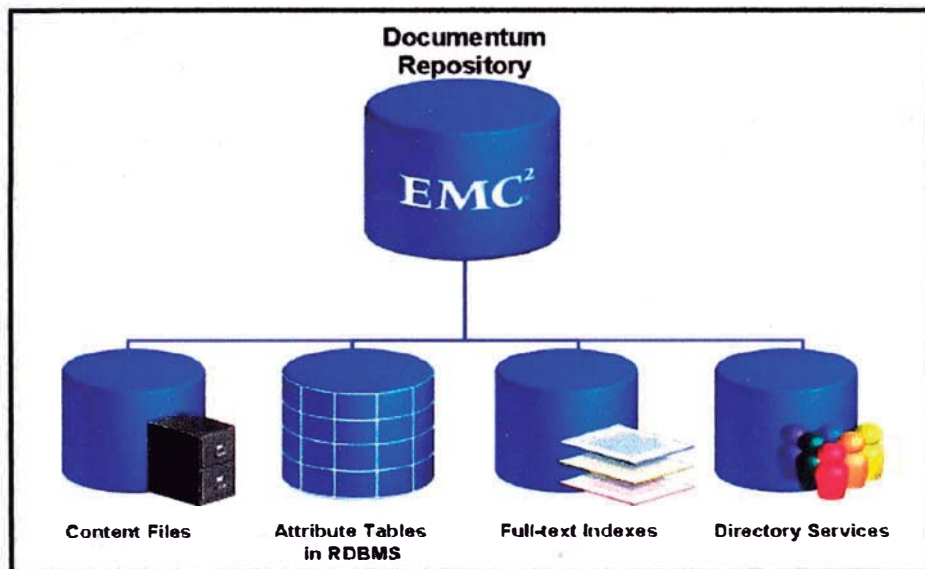 Documentum
Repository
EMC²
Content Files
Attribute Tables
in RDBMS
Full-text Indexes
Directory Services